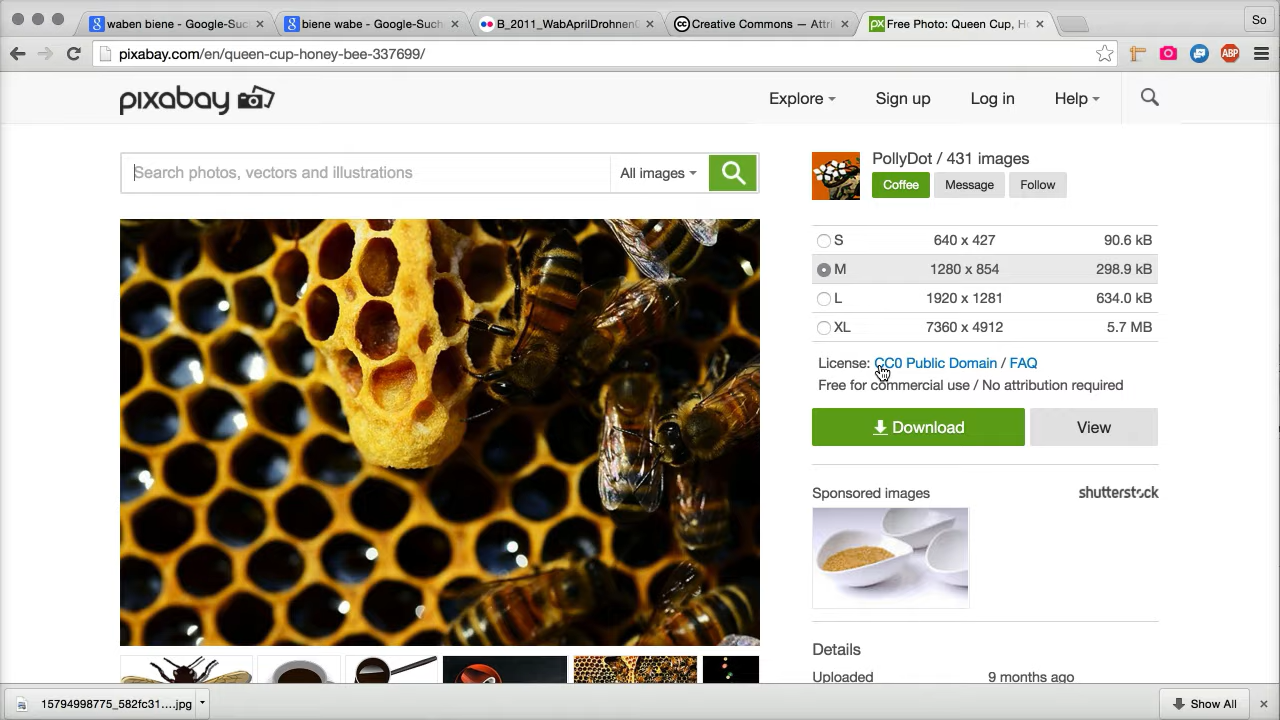 waben biene - Google-Suc
biene wabe - Google-Such
B_2011_WabAprilDrohnen
Creative Commons — Attri
px Free Photo: Queen Cup, H
So
pixabay.com/en/queen-cup-honey-bee-337699/
ABP
pixabay
Explore
Sign up
Log in
Help
Search photos, vectors and illustrations
All images
PollyDot / 431 images
Coffee
Message
Follow
S 640 x 427 90.6 kB
M 1280 x 854 298.9 kB
L 1920 x 1281 634.0 kB
XL 7360 x 4912 5.7 MB
License: CC0 Public Domain / FAQ
Free for commercial use / No attribution required
Download
View
Sponsored images
shutterstock
Details
Uploaded 9 months ago
15794998775_582fc31....jpg
Show All